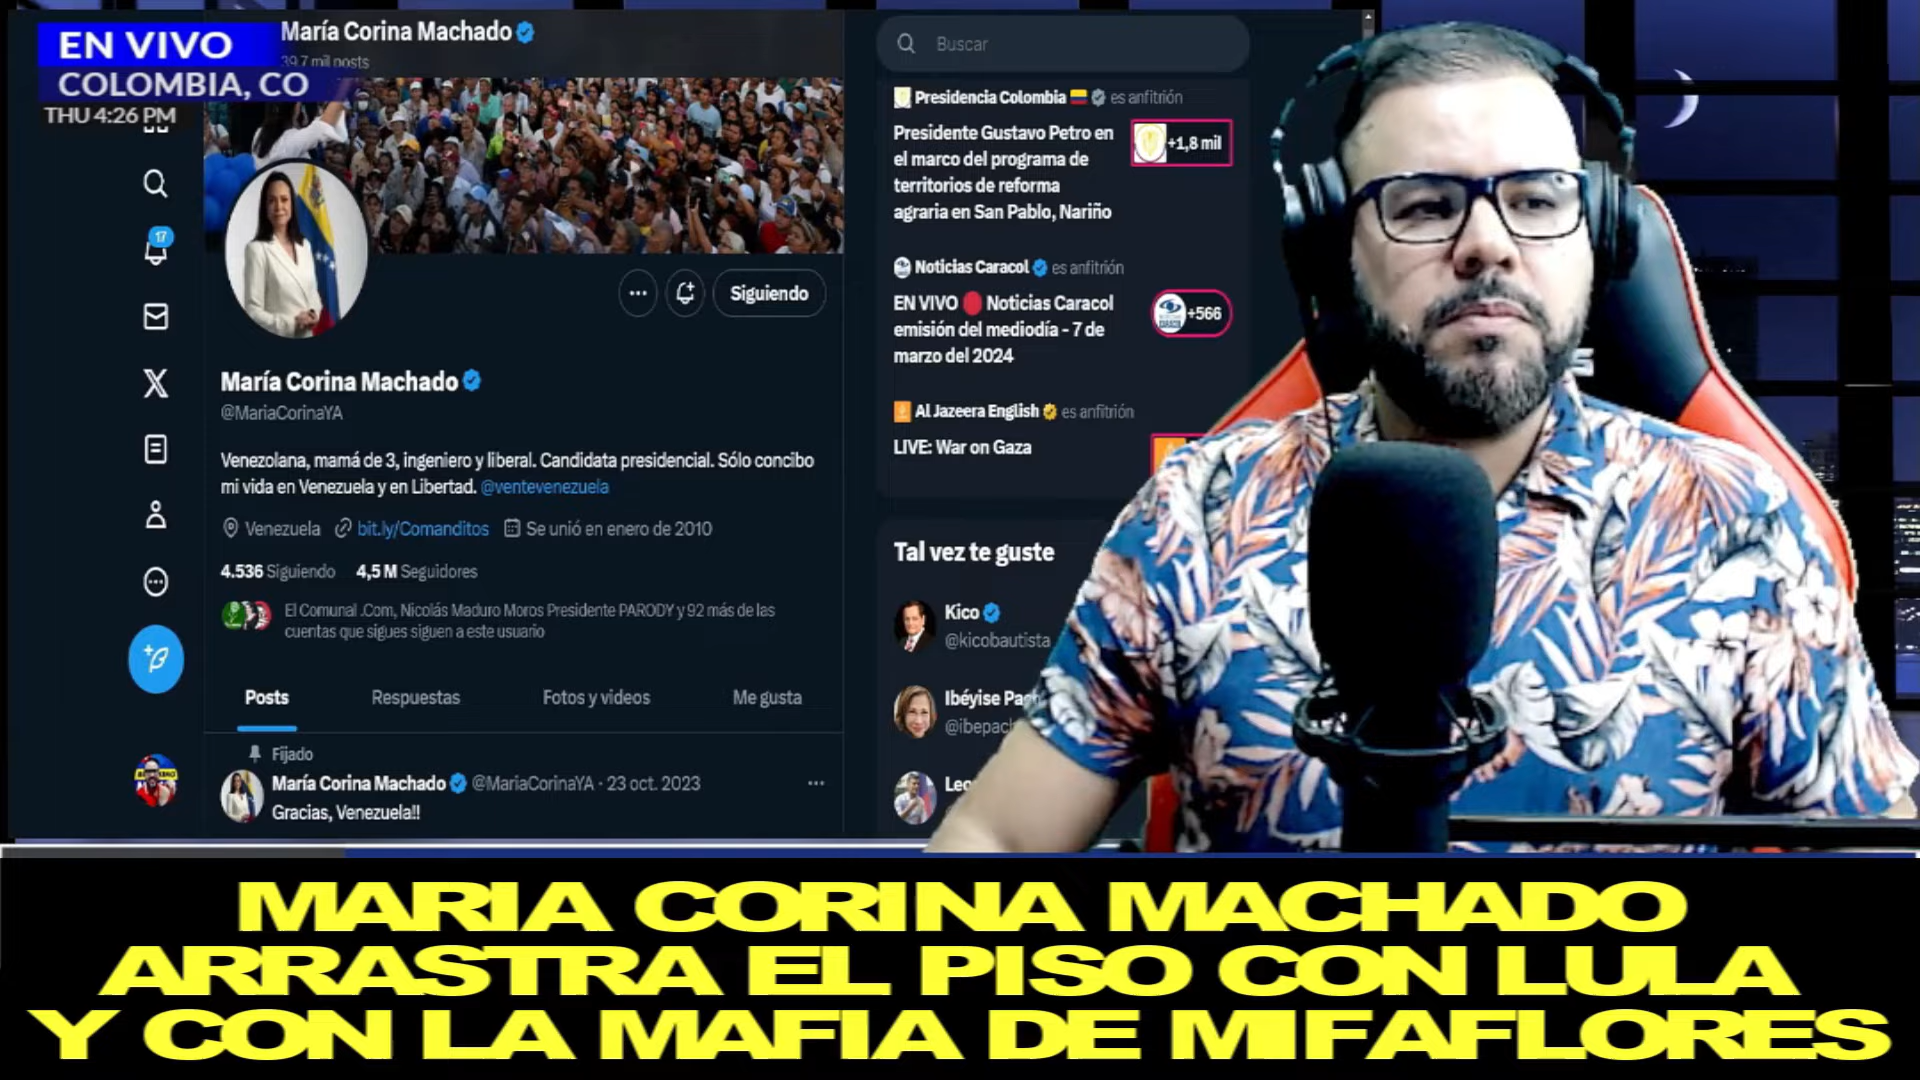 EN VIVO
COLOMBIA, CO
THU 4:26 PM
María Corina Machado
39,7 mil posts
17
Siguiendo
María Corina Machado
@MariaCorinaYA
Venezolana, mamá de 3, ingeniero y liberal. Candidata presidencial. Sólo concibo
mi vida en Venezuela y en Libertad. @ventevenezuela
Venezuela bit.ly/Comanditos Se unió en enero de 2010
4.536 Siguiendo 4,5 M Seguidores
El Comunal .Com, Nicolás Maduro Moros Presidente PARODY y 92 más de las
cuentas que sigues siguen a este usuario
Posts Respuestas Fotos y videos Me gusta
Fijado
María Corina Machado @MariaCorinaYA · 23 oct. 2023
Gracias, Venezuela!!
Buscar
Presidencia Colombia es anfitrión
Presidente Gustavo Petro en
el marco del programa de
territorios de reforma
agraria en San Pablo, Nariño
+1,8 mil
Noticias Caracol es anfitrión
EN VIVO Noticias Caracol
emisión del mediodía - 7 de
marzo del 2024
+566
Al Jazeera English es anfitrión
LIVE: War on Gaza
Tal vez te guste
Kico
@kicobautista
Ibéyise
MARIA CORINA MACHADO
ARRASTRA EL PISO CON LULA
Y CON LA MAFIA DE MIFAFLORES